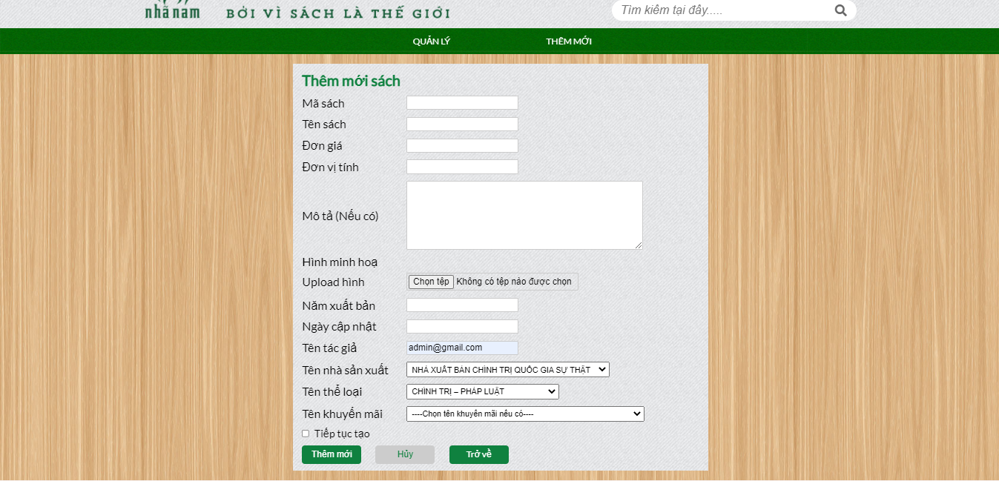 nhã nam BỞI VÌ SÁCH LÀ THẾ GIỚI Tìm kiếm tại đây.....
QUẢN LÝ THÊM MỚI
Thêm mới sách
Mã sách
Tên sách
Đơn giá
Đơn vị tính
Mô tả (Nếu có)
Hình minh hoạ
Upload hình Chọn tệp Không có tệp nào được chọn
Năm xuất bản
Ngày cập nhật
Tên tác giả admin@gmail.com
Tên nhà sản xuất NHÀ XUẤT BẢN CHÍNH TRỊ QUỐC GIA SỰ THẬT
Tên thể loại CHÍNH TRỊ – PHÁP LUẬT
Tên khuyến mãi ----Chọn tên khuyến mãi nếu có----
Tiếp tục tạo
Thêm mới Hủy Trở về